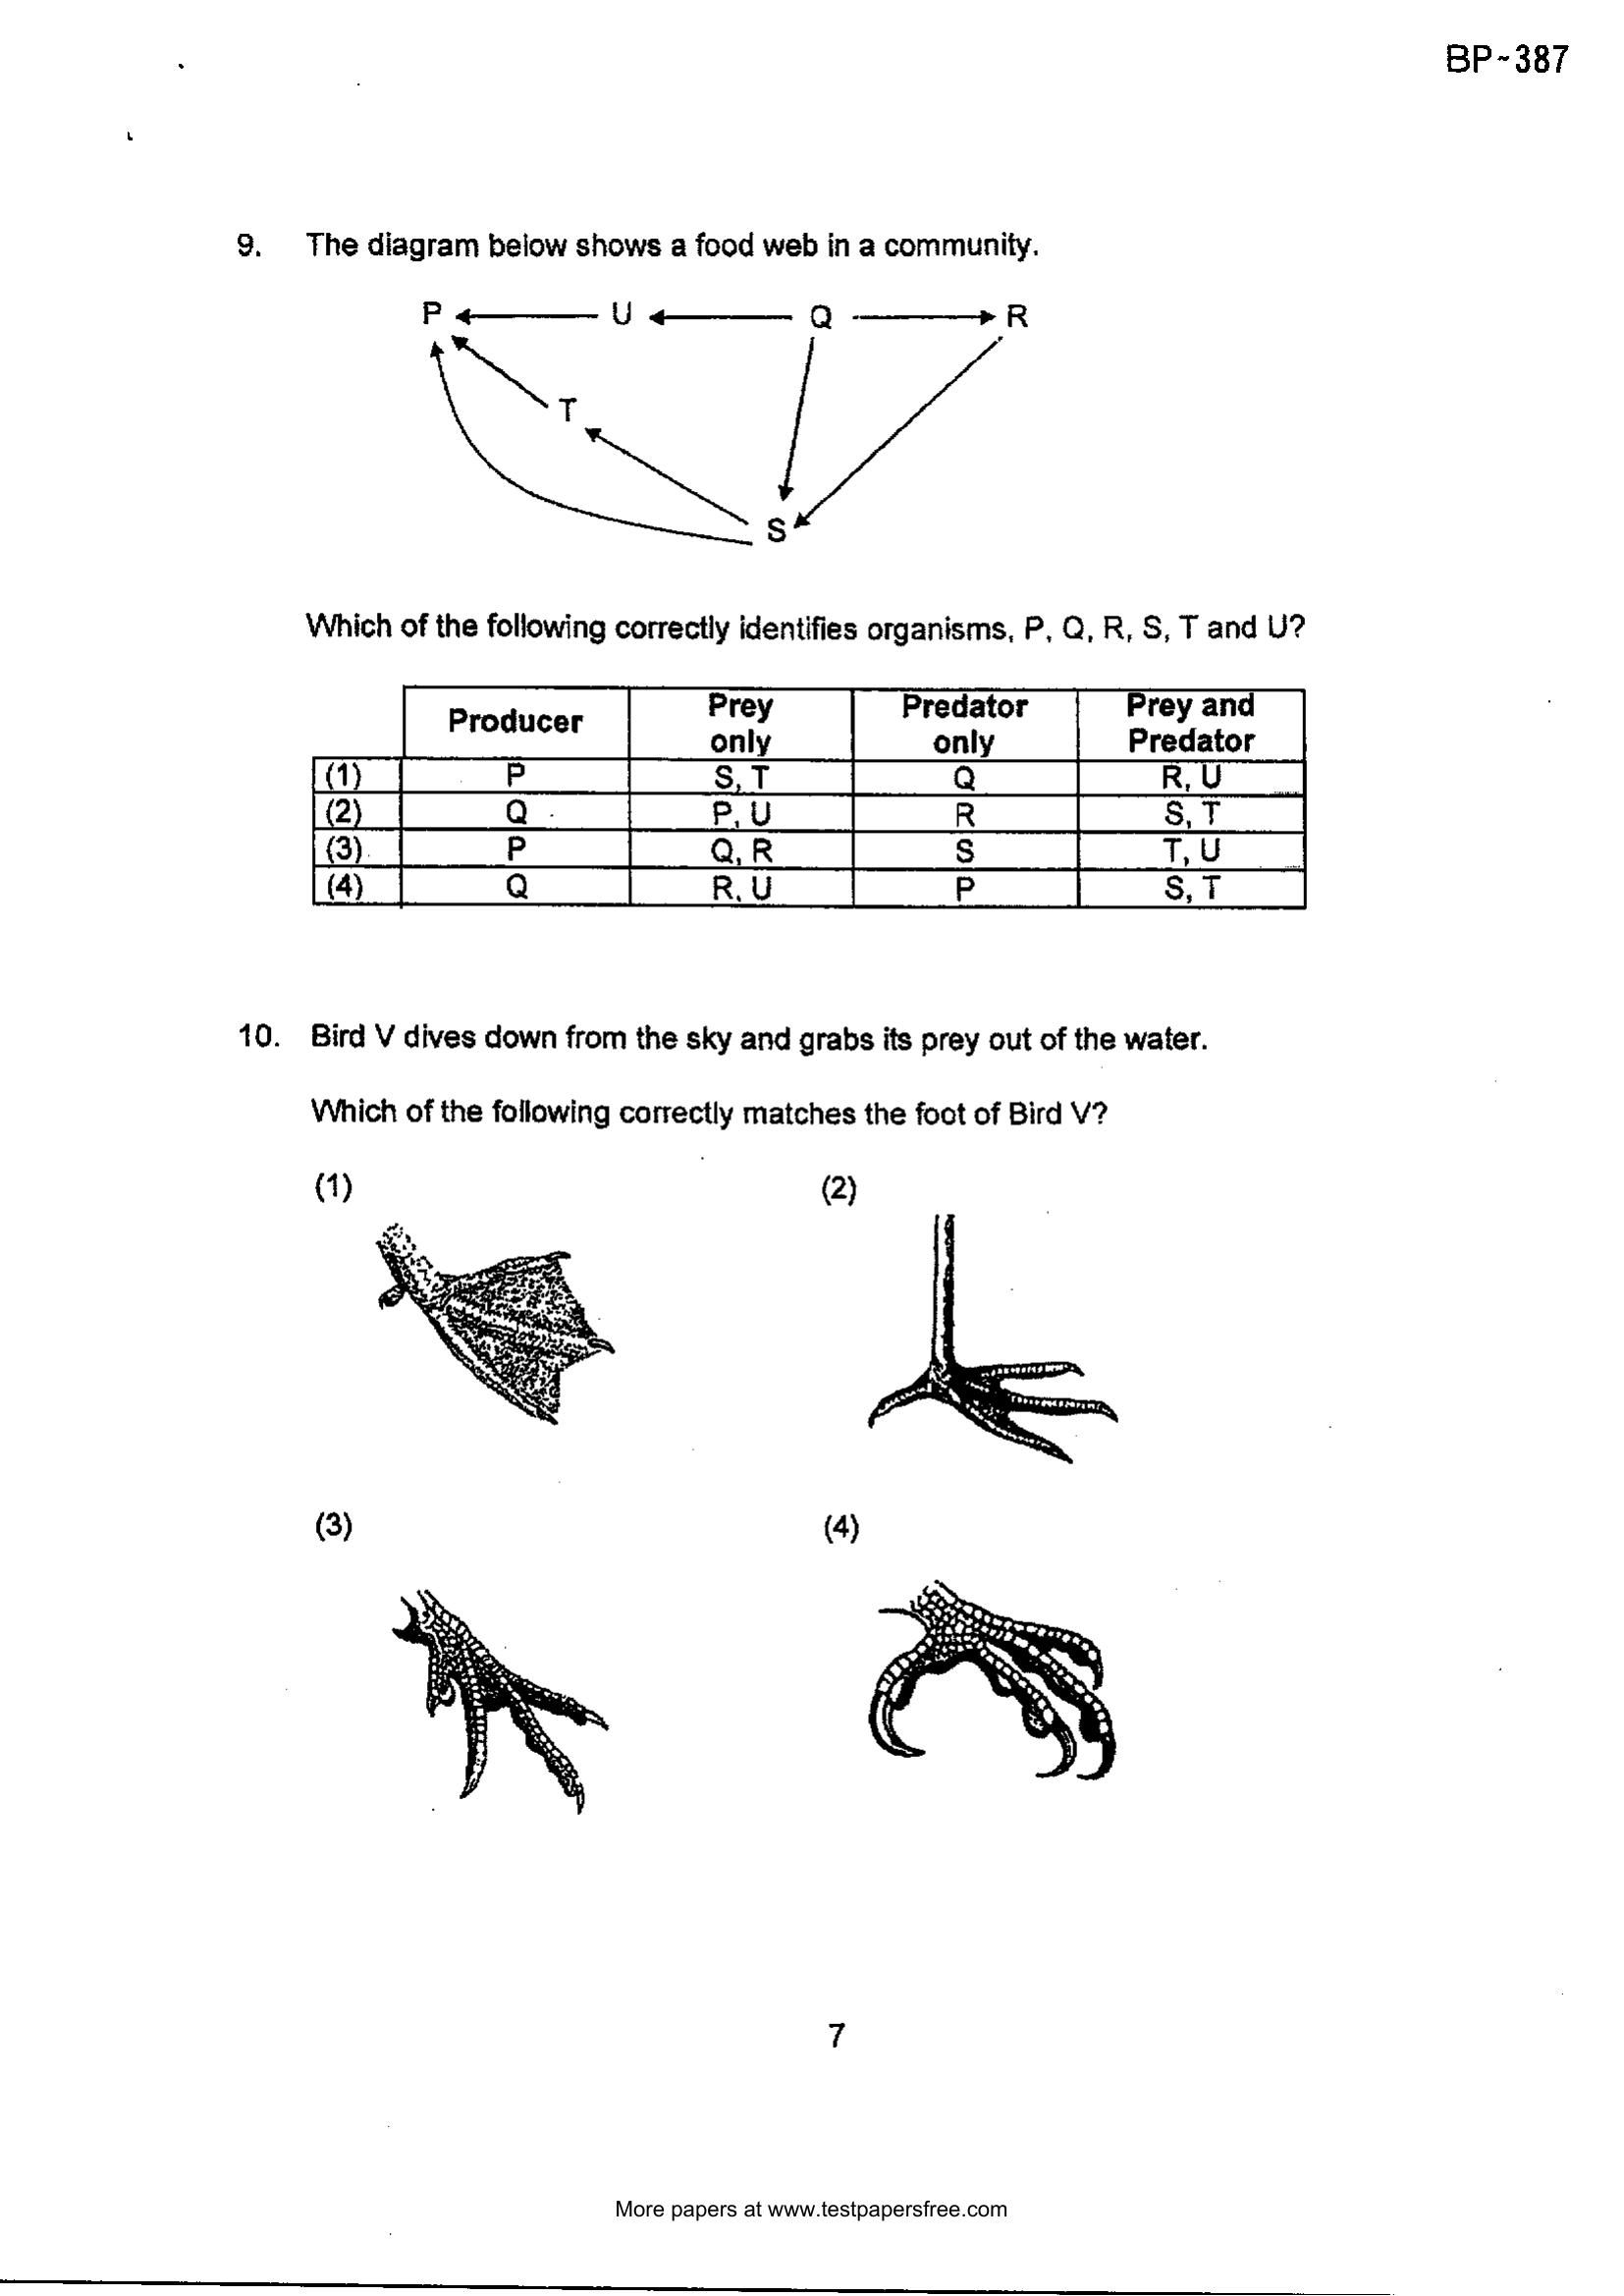 BP-387
9. The diagram below shows a food web in a community.
P U Q R
T
S
Which of the following correctly identifies organisms, P, Q, R, S, T and U?
Producer Prey only Predator only Prey and Predator
(1) P S, T Q R, U
(2) Q P, U R S, T
(3) P Q, R S T, U
(4) Q R, U P S, T
10. Bird V dives down from the sky and grabs its prey out of the water.
Which of the following correctly matches the foot of Bird V?
(1) (2)
(3) (4)
7
More papers at www.testpapersfree.com